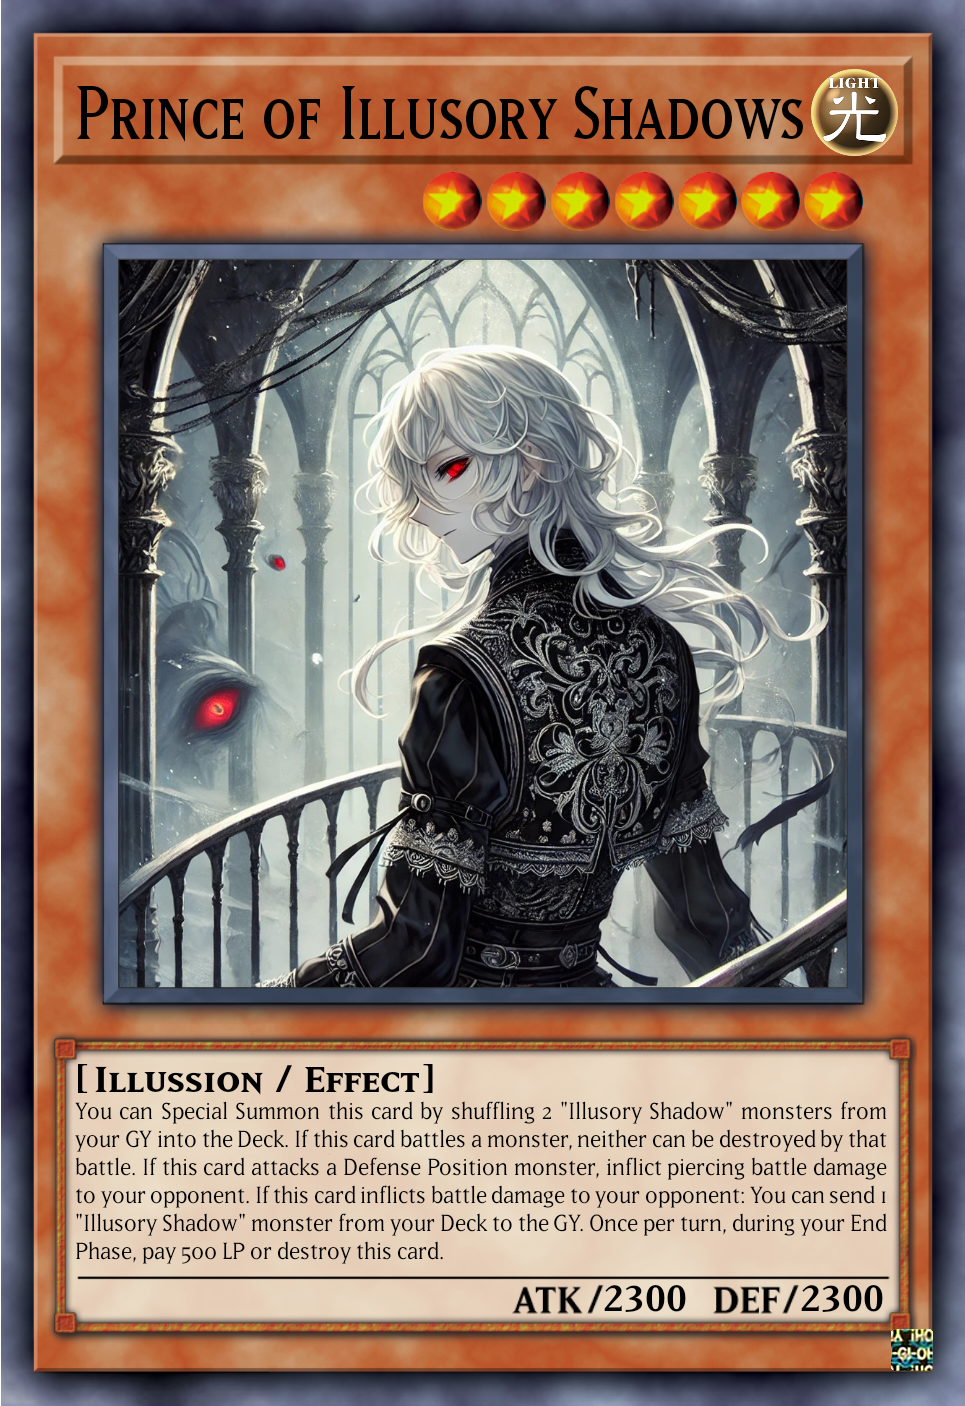 PRINCE OF ILLUSORY SHADOWS
LIGHT
光
[ILLUSSION / EFFECT]
You can Special Summon this card by shuffling 2 "Illusory Shadow" monsters from
your GY into the Deck. If this card battles a monster, neither can be destroyed by that
battle. If this card attacks a Defense Position monster, inflict piercing battle damage
to your opponent. If this card inflicts battle damage to your opponent: You can send 1
"Illusory Shadow" monster from your Deck to the GY. Once per turn, during your End
Phase, pay 500 LP or destroy this card.
ATK/2300 DEF/2300